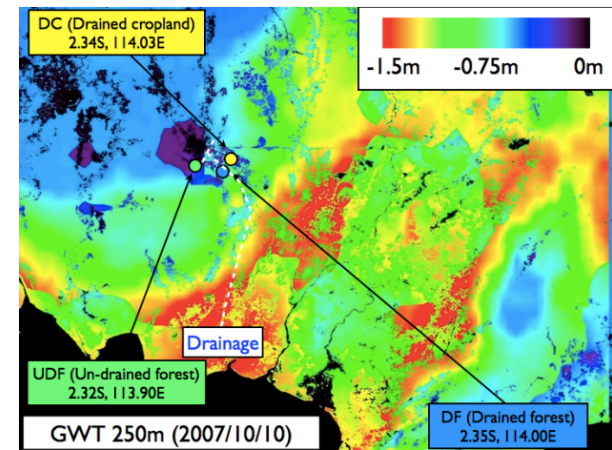 DC (Drained cropland)
2.34S, 114.03E
-1.5m -0.75m 0m
Drainage
UDF (Un-drained forest)
2.32S, 113.90E
DF (Drained forest)
2.35S, 114.00E
GWT 250m (2007/10/10)